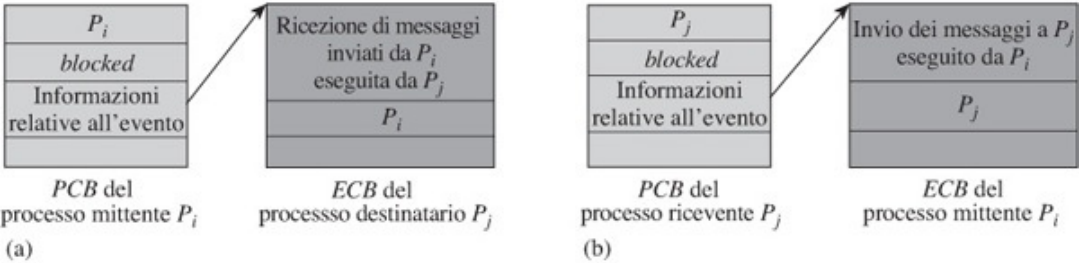 P_i
blocked
Informazioni
relative all'evento
Ricezione di messaggi
inviati da P_i
eseguita da P_j
P_i
PCB del
processo mittente P_i
ECB del
processso destinatario P_j
(a)
P_j
blocked
Informazioni
relative all'evento
Invio dei messaggi a P_j
eseguito da P_i
P_j
PCB del
processo ricevente P_j
ECB del
processo mittente P_i
(b)